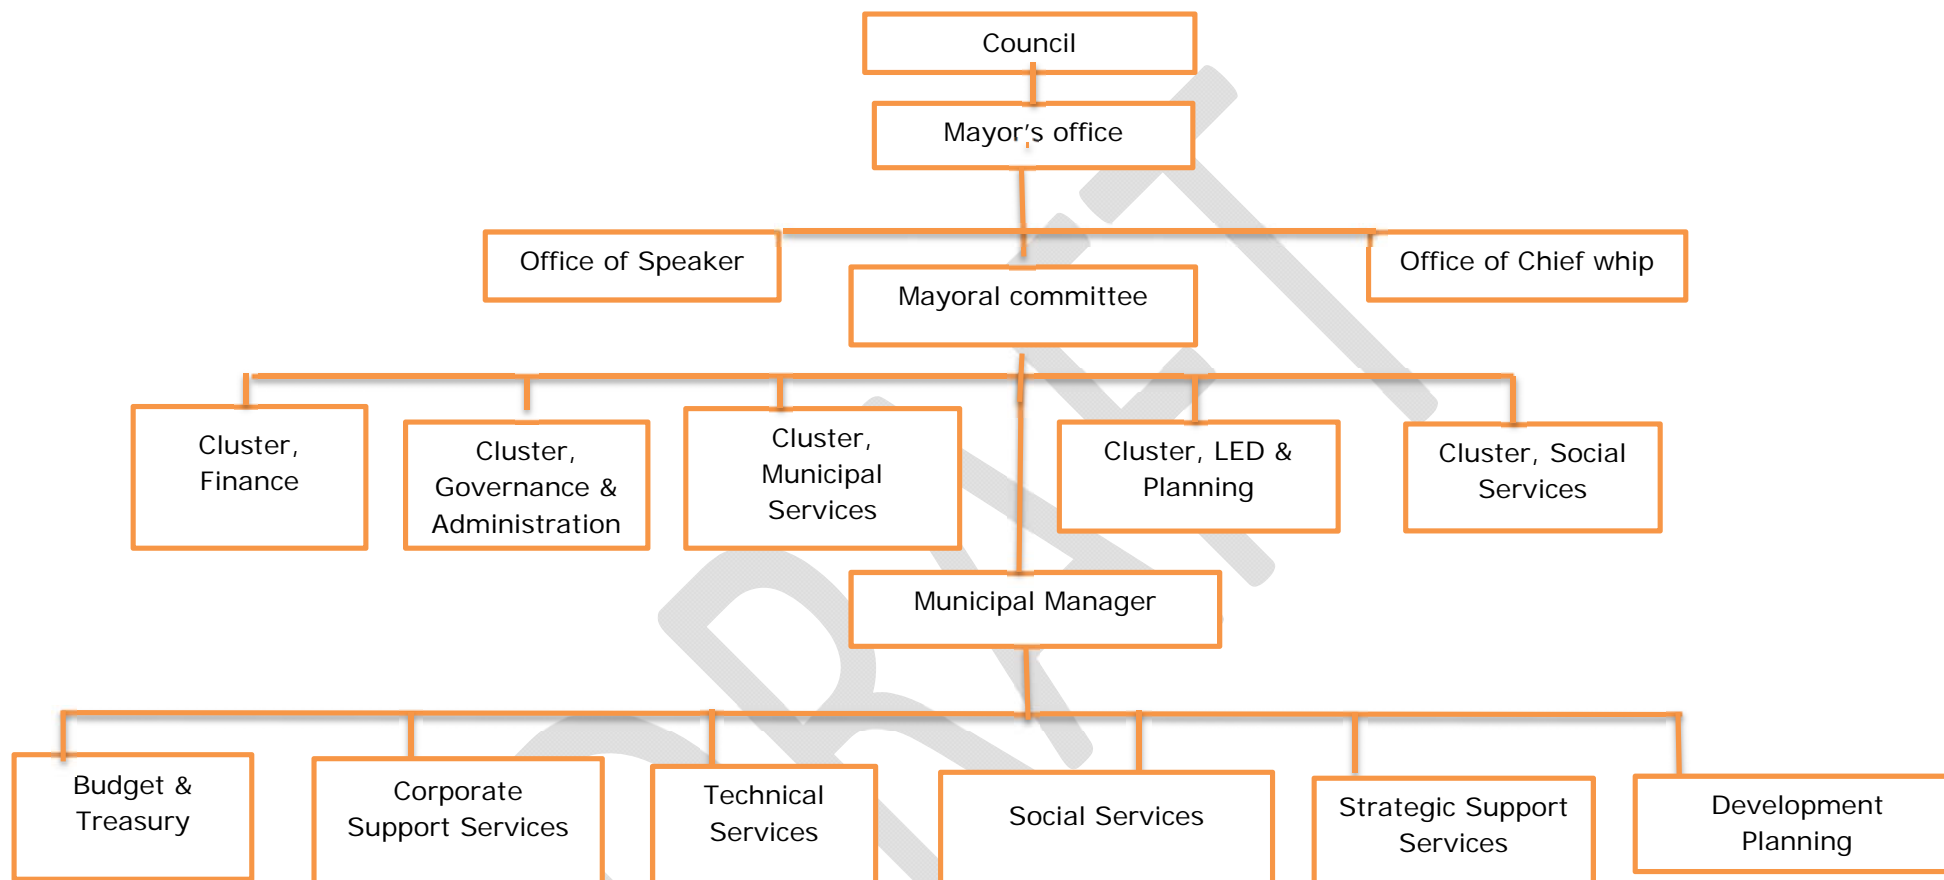 Council
Mayor's office
Office of Speaker
Mayoral committee
Office of Chief whip
Cluster,
Finance
Cluster,
Governance &
Administration
Cluster,
Municipal
Services
Cluster, LED &
Planning
Cluster, Social
Services
Municipal Manager
Budget &
Treasury
Corporate
Support Services
Technical
Services
Social Services
Strategic Support
Services
Development
Planning
DRAFT